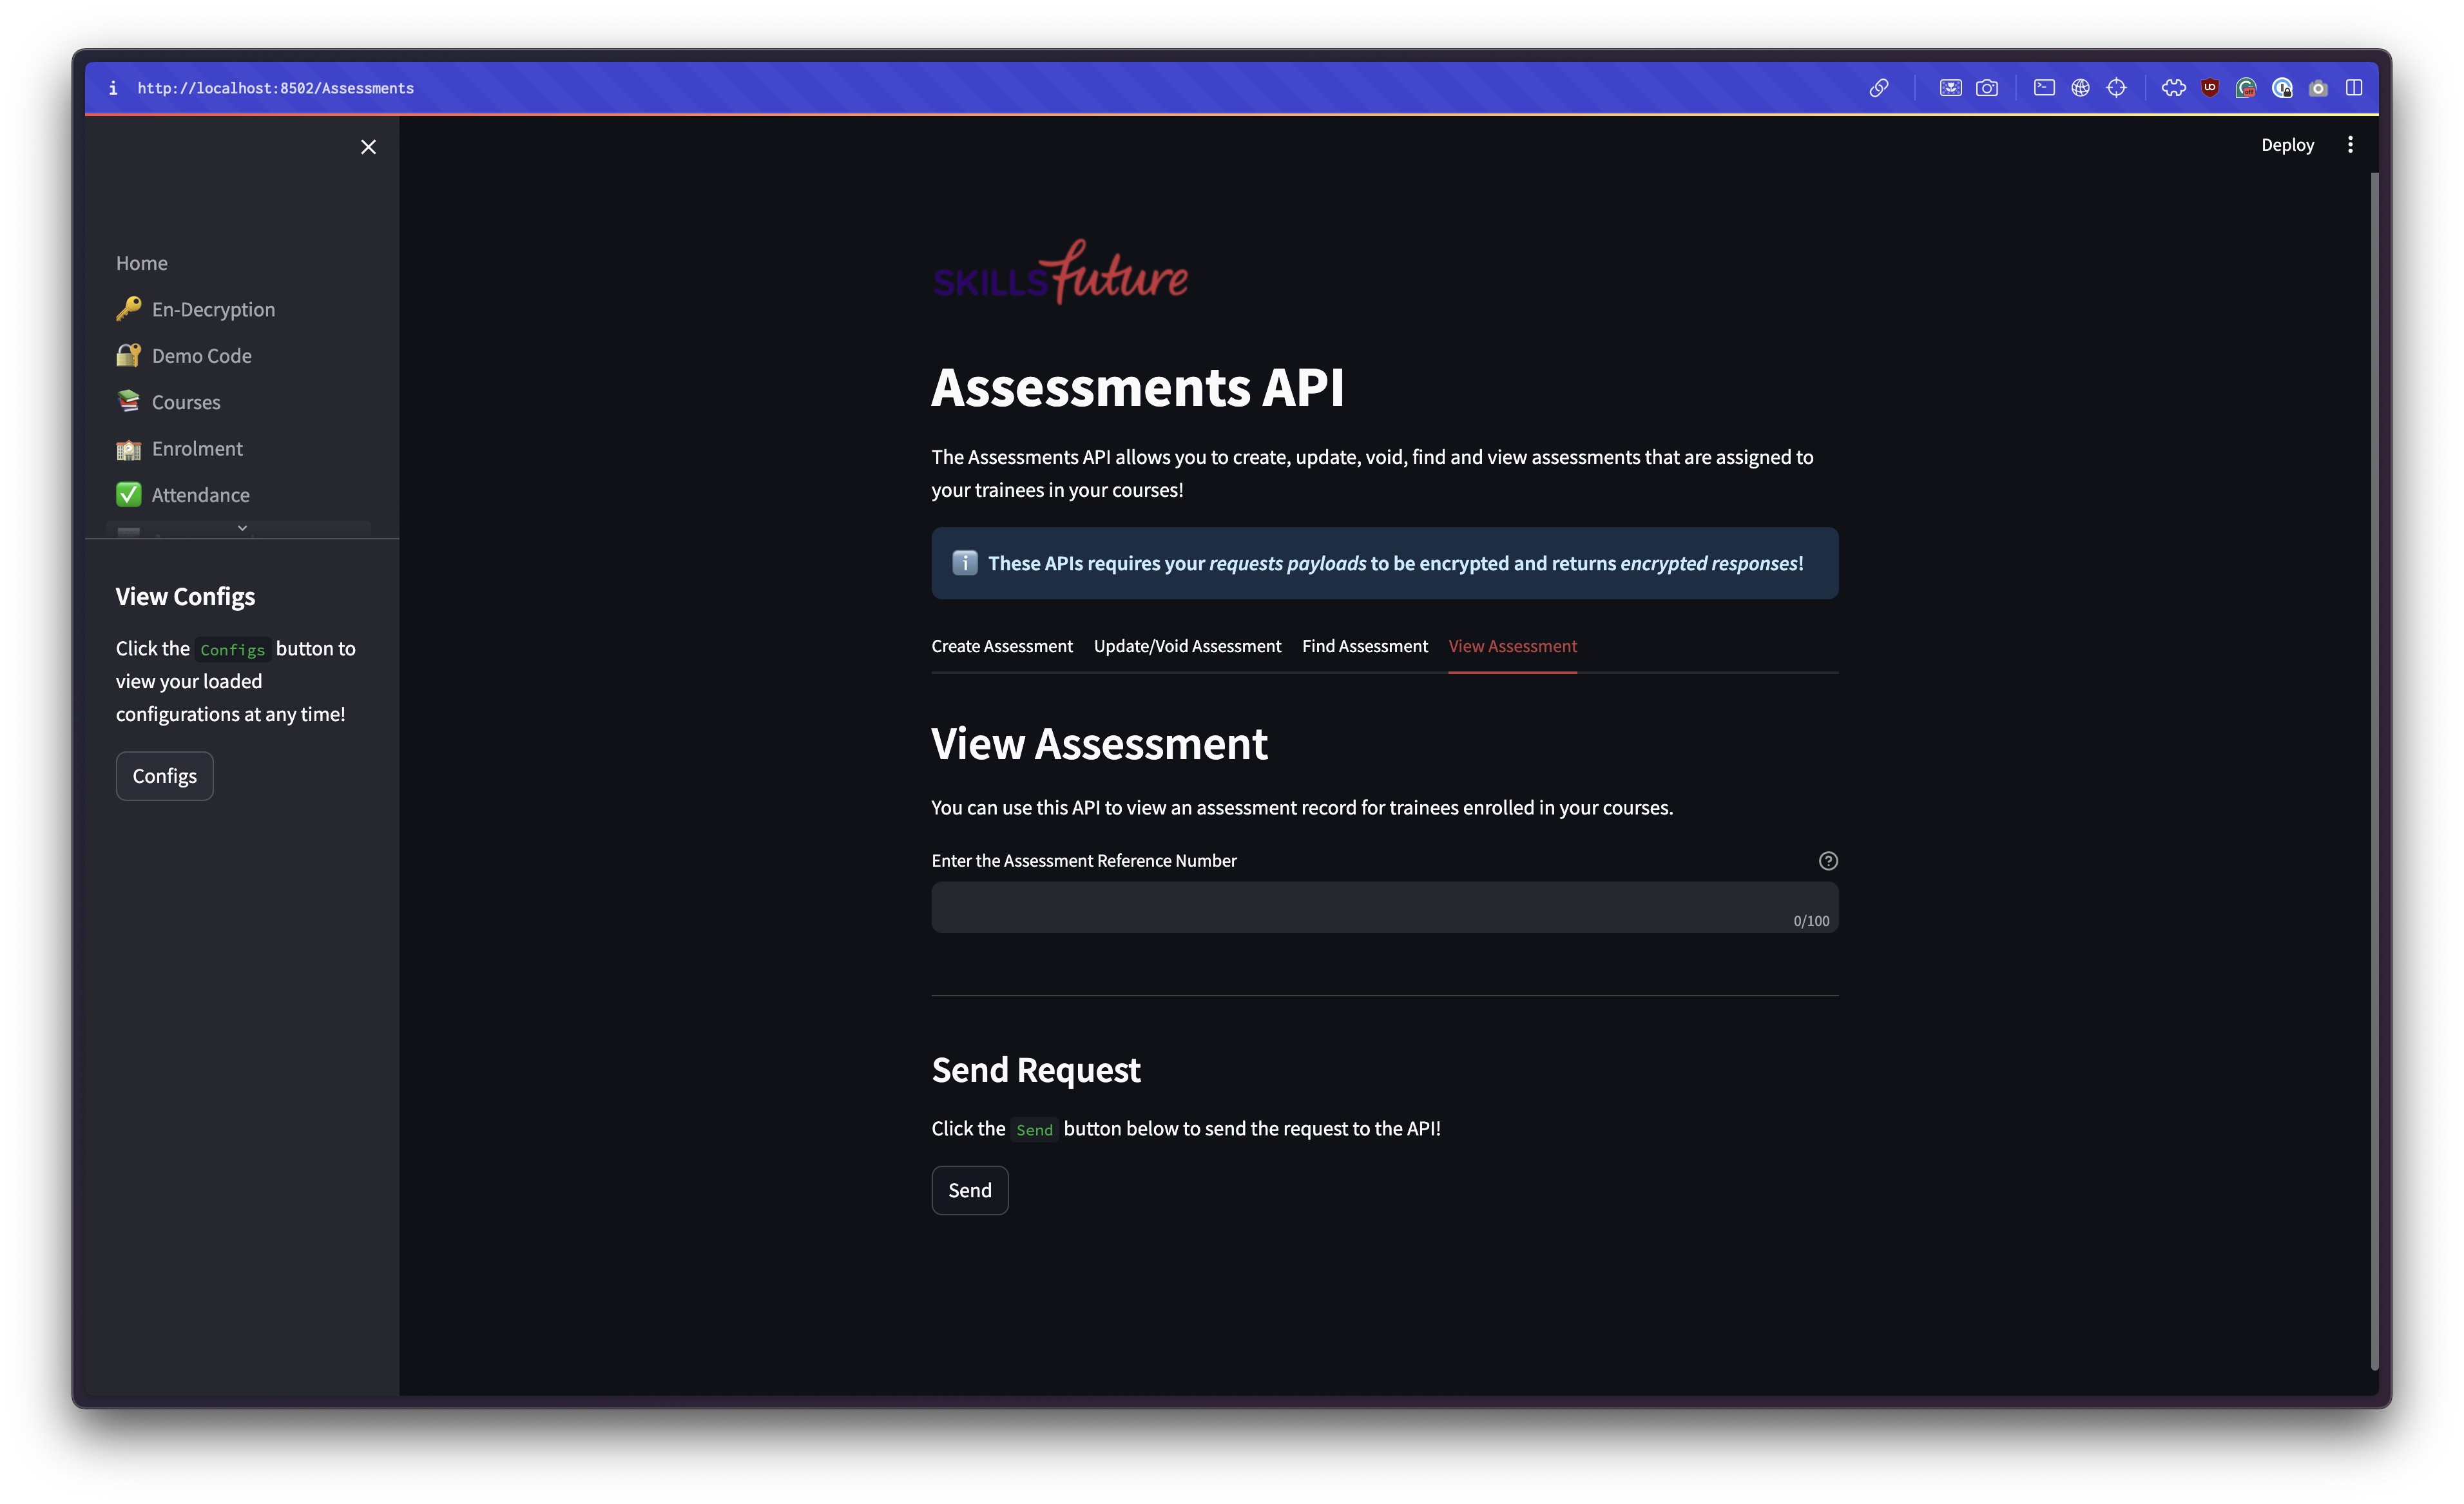 http://localhost:8502/Assessments
Deploy
Home
En-Decryption
Demo Code
Courses
Enrolment
Attendance
View Configs
Click the Configs button to
view your loaded
configurations at any time!
Configs
SKILLSfuture
Assessments API
The Assessments API allows you to create, update, void, find and view assessments that are assigned to
your trainees in your courses!
These APIs requires your requests payloads to be encrypted and returns encrypted responses!
Create Assessment Update/Void Assessment Find Assessment View Assessment
View Assessment
You can use this API to view an assessment record for trainees enrolled in your courses.
Enter the Assessment Reference Number
0/100
Send Request
Click the Send button below to send the request to the API!
Send